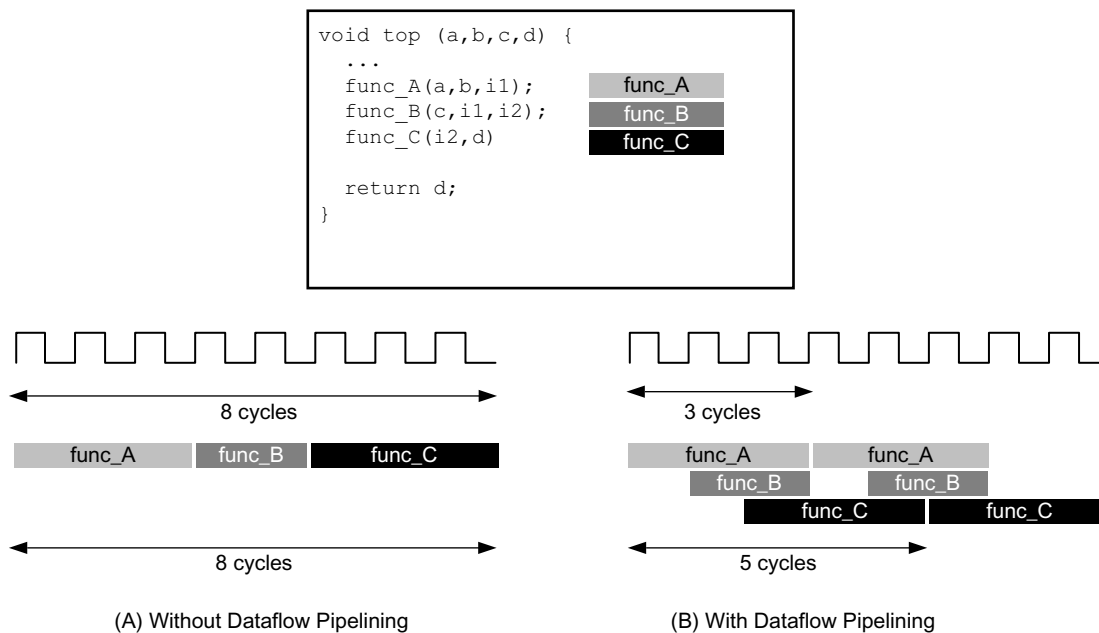 void top (a,b,c,d) {
...
func_A(a,b,i1);
func_B(c,i1,i2);
func_C(i2,d)
return d;
}
func_A
func_B
func_C
8 cycles
func_A func_B func_C
8 cycles
(A) Without Dataflow Pipelining
3 cycles
func_A func_A
func_B func_B
func_C func_C
5 cycles
(B) With Dataflow Pipelining